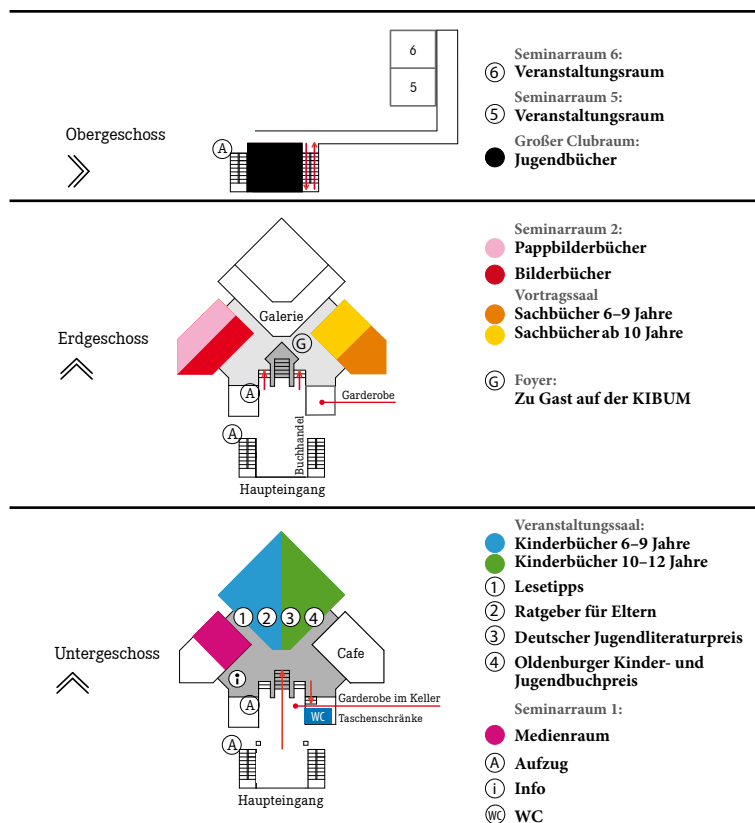 6
5
Obergeschoss
A
Seminarraum 6:
6 Veranstaltungsraum
Seminarraum 5:
5 Veranstaltungsraum
Großer Clubraum:
Jugendbücher
Erdgeschoss
Galerie
G
A
Garderobe
A
Buchhandel
Haupteingang
Seminarraum 2:
Pappbilderbücher
Bilderbücher
Vortragssaal
Sachbücher 6–9 Jahre
Sachbücher ab 10 Jahre
G Foyer:
Zu Gast auf der KIBUM
Untergeschoss
1 2 3 4
Cafe
i
A
Garderobe im Keller
WC
Taschenschränke
A
Haupteingang
Veranstaltungssaal:
Kinderbücher 6–9 Jahre
Kinderbücher 10–12 Jahre
1 Lesetipps
2 Ratgeber für Eltern
3 Deutscher Jugendliteraturpreis
4 Oldenburger Kinder- und
Jugendbuchpreis
Seminarraum 1:
Medienraum
A Aufzug
i Info
WC WC